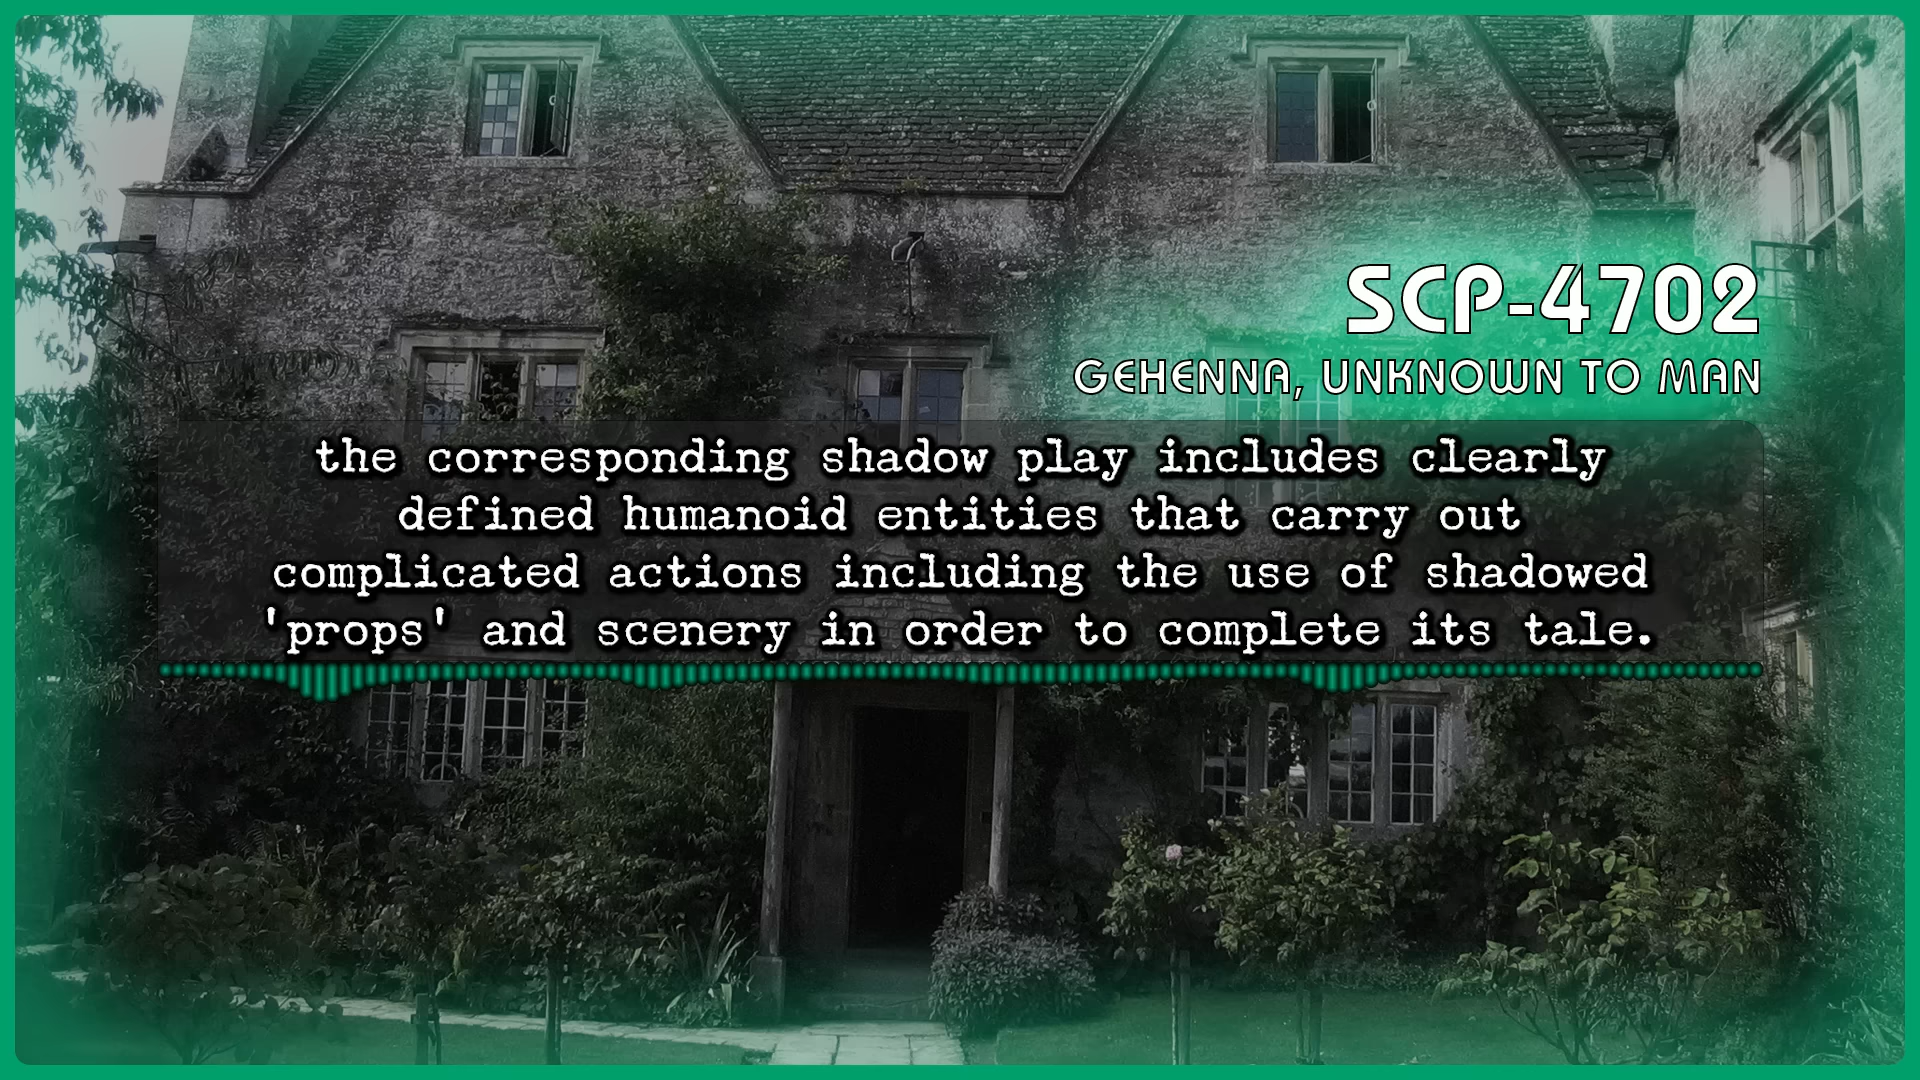 SCP-4702
GEHENNA, UNKNOWN TO MAN
the corresponding shadow play includes clearly
defined humanoid entities that carry out
complicated actions including the use of shadowed
'props' and scenery in order to complete its tale.